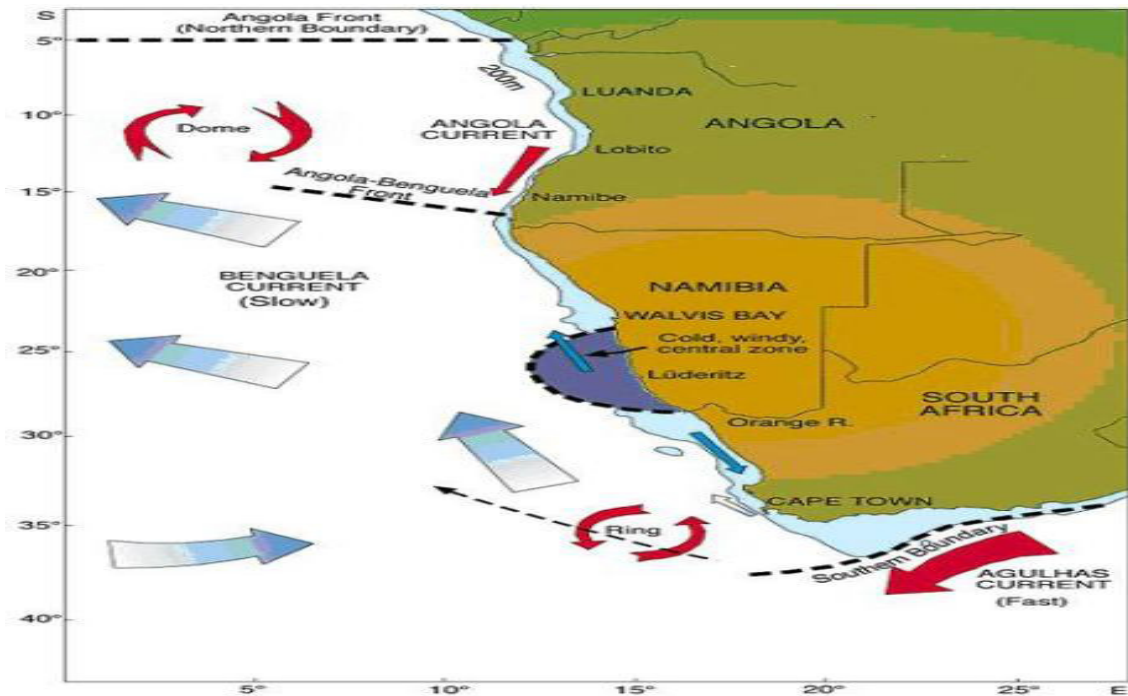 S
Angola Front
(Northern Boundary)
5°
200m
LUANDA
10°
Dome
ANGOLA
CURRENT
ANGOLA
Lobito
Angola-Benguela
Front
15°
Namibe
20°
BENGUELA
CURRENT
(Slow)
NAMIBIA
WALVIS BAY
Cold, windy,
central zone
25°
Lüderitz
SOUTH
AFRICA
Orange R.
30°
CAPE TOWN
35°
Ring
Southern Boundary
AGULHAS
CURRENT
(Fast)
40°
5°
10°
15°
20°
25°
E